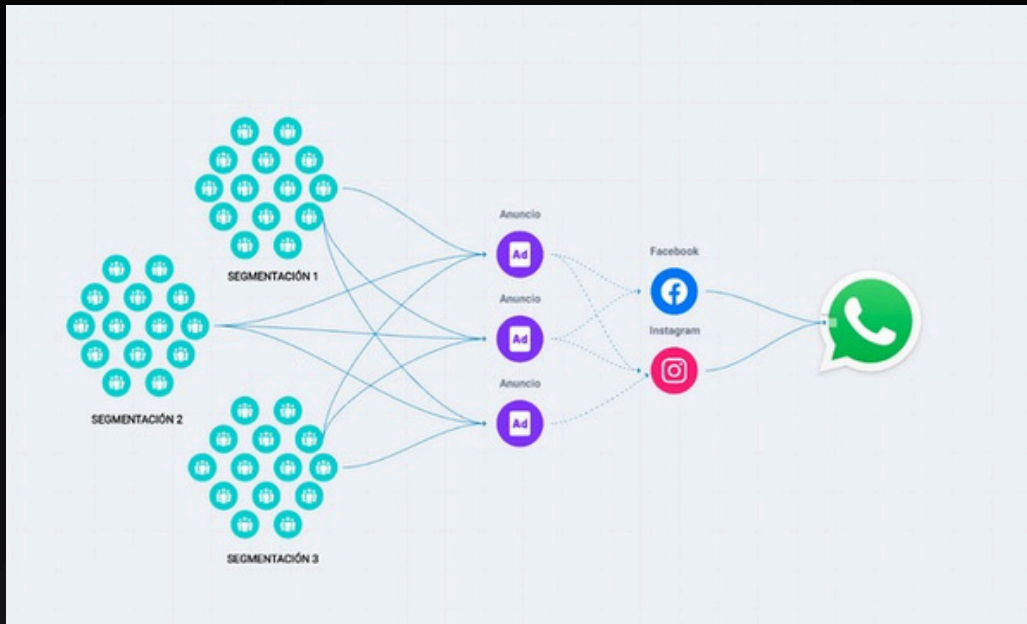 SEGMENTACIÓN 1
SEGMENTACIÓN 2
SEGMENTACIÓN 3
Anuncio
Ad
Anuncio
Ad
Anuncio
Ad
Facebook
Instagram